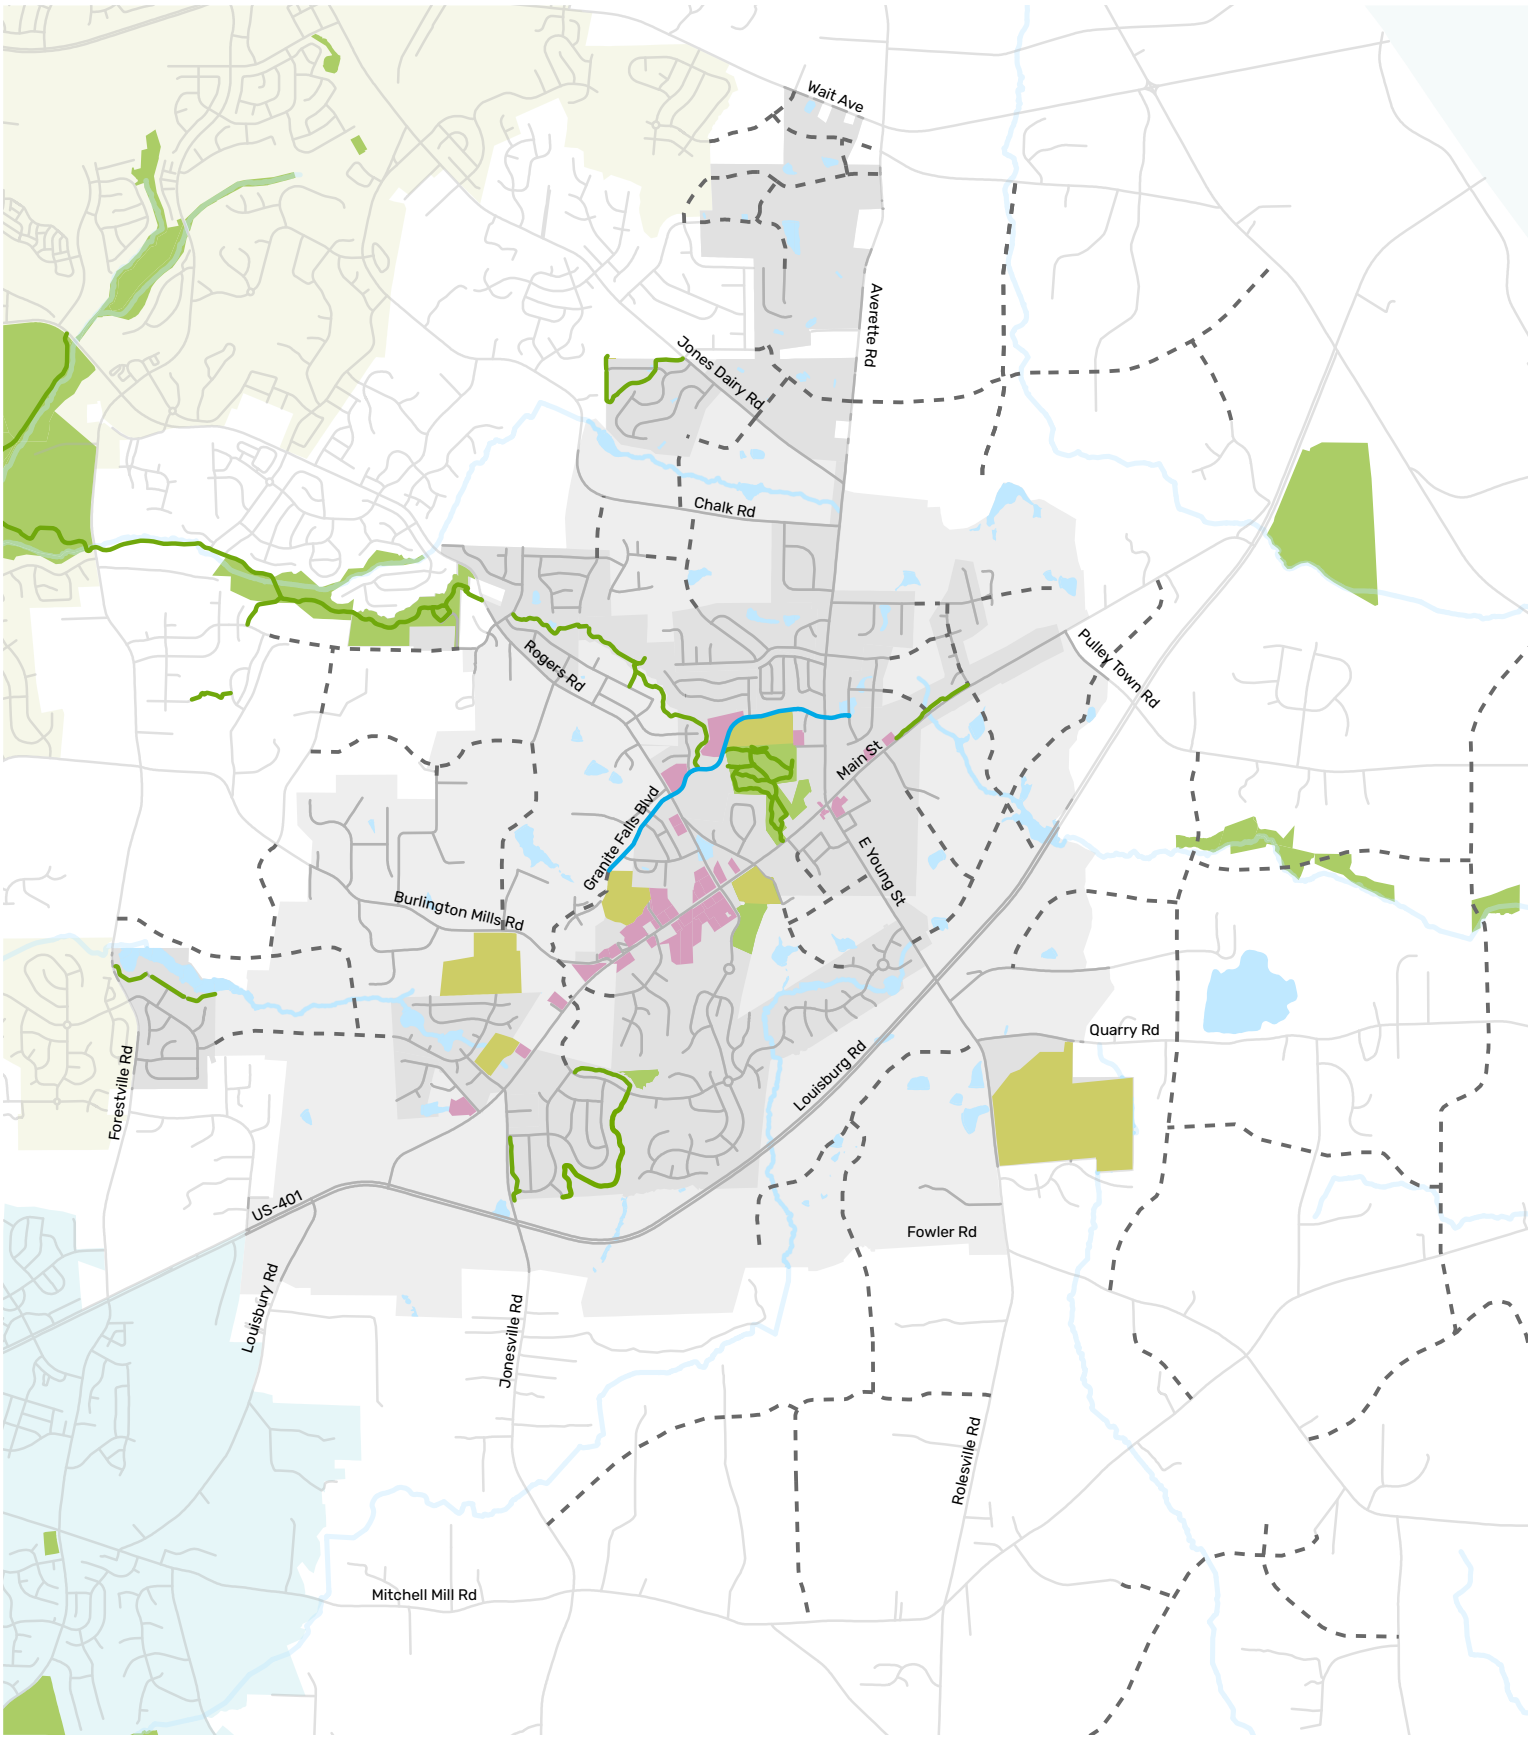 Wait Ave
Averette Rd
Jones Dairy Rd
Chalk Rd
Rogers Rd
Pulley Town Rd
Main St
Granite Falls Blvd
E Young St
Burlington Mills Rd
Quarry Rd
Louisburg Rd
Forestville Rd
US-401
Fowler Rd
Louisbury Rd
Jonesville Rd
Rolesville Rd
Mitchell Mill Rd